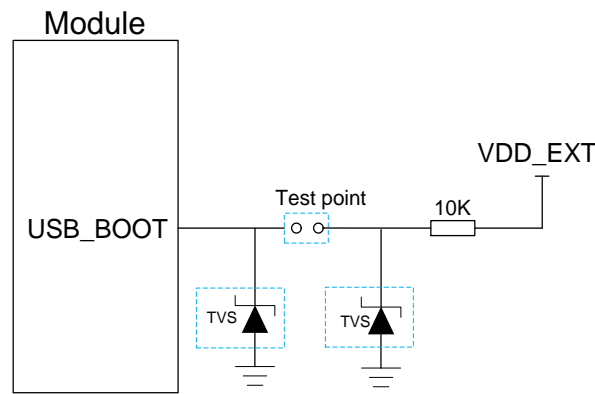 Module
VDD_EXT
Test point
10K
USB_BOOT
TVS
TVS